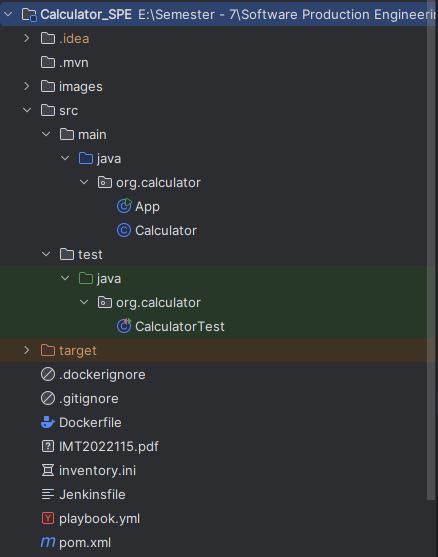 Calculator_SPE E:\Semester - 7\Software Production Engineerin
.idea
.mvn
images
src
main
java
org.calculator
App
Calculator
test
java
org.calculator
CalculatorTest
target
.dockerignore
.gitignore
Dockerfile
IMT2022115.pdf
inventory.ini
Jenkinsfile
playbook.yml
pom.xml